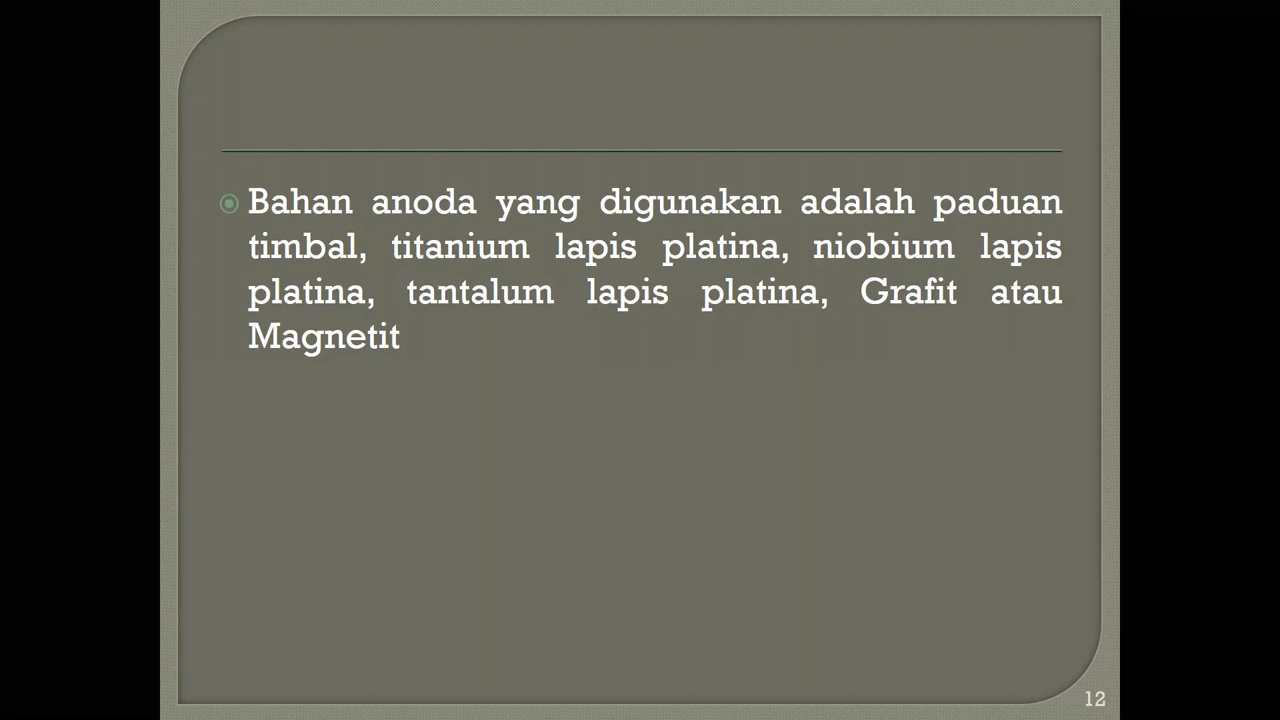 Bahan anoda yang digunakan adalah paduan
timbal, titanium lapis platina, niobium lapis
platina, tantalum lapis platina, Grafit atau
Magnetit
12